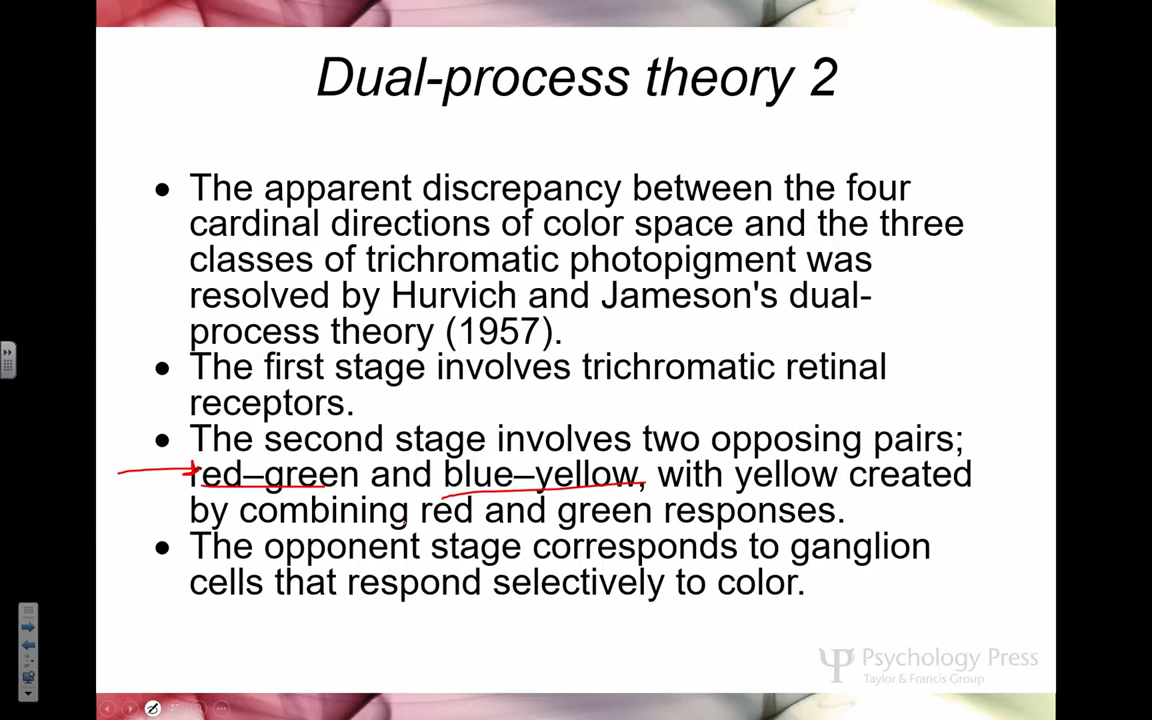 Dual-process theory 2
• The apparent discrepancy between the four
cardinal directions of color space and the three
classes of trichromatic photopigment was
resolved by Hurvich and Jameson's dual-
process theory (1957).
• The first stage involves trichromatic retinal
receptors.
• The second stage involves two opposing pairs;
red–green and blue–yellow, with yellow created
by combining red and green responses.
• The opponent stage corresponds to ganglion
cells that respond selectively to color.
Psychology Press
Taylor & Francis Group